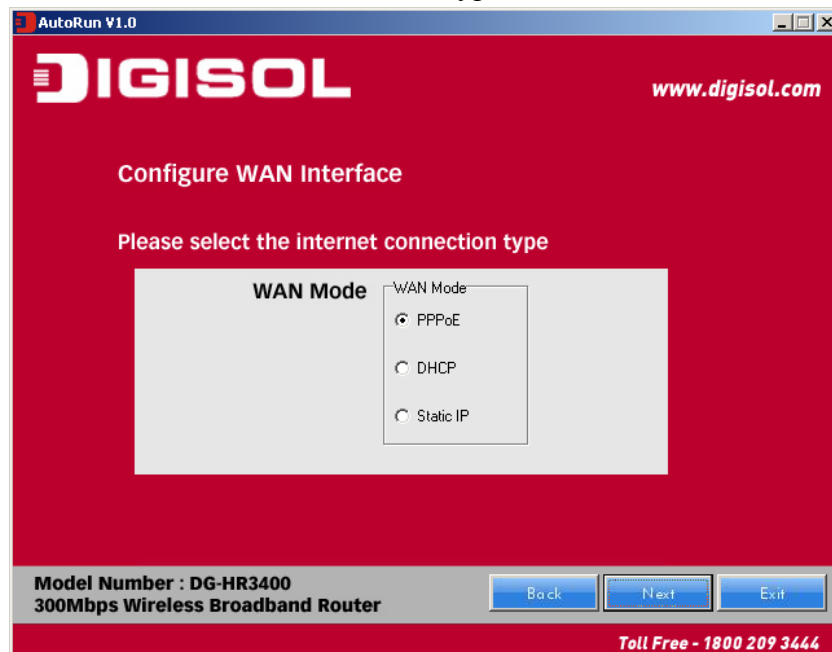 AutoRun V1.0
DIGISOL
www.digisol.com
Configure WAN Interface
Please select the internet connection type
WAN Mode
WAN Mode
PPPoE
DHCP
Static IP
Model Number : DG-HR3400
300Mbps Wireless Broadband Router
Back
Next
Exit
Toll Free - 1800 209 3444